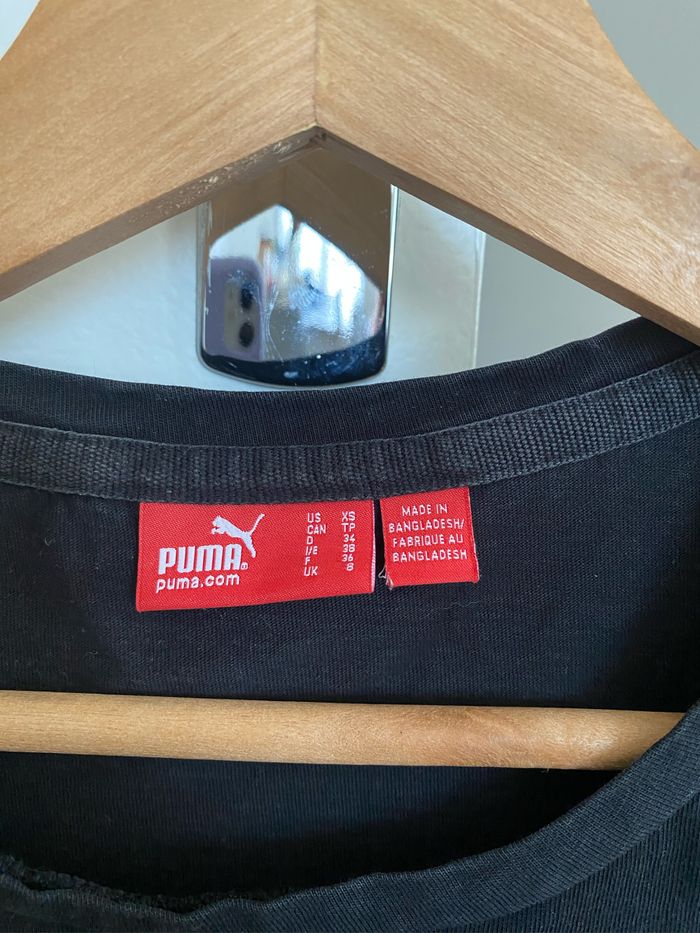 PUMA®
puma.com
US XS
CAN TP
D 34
I/E 38
F 36
UK 8
MADE IN
BANGLADESH/
FABRIQUE AU
BANGLADESH